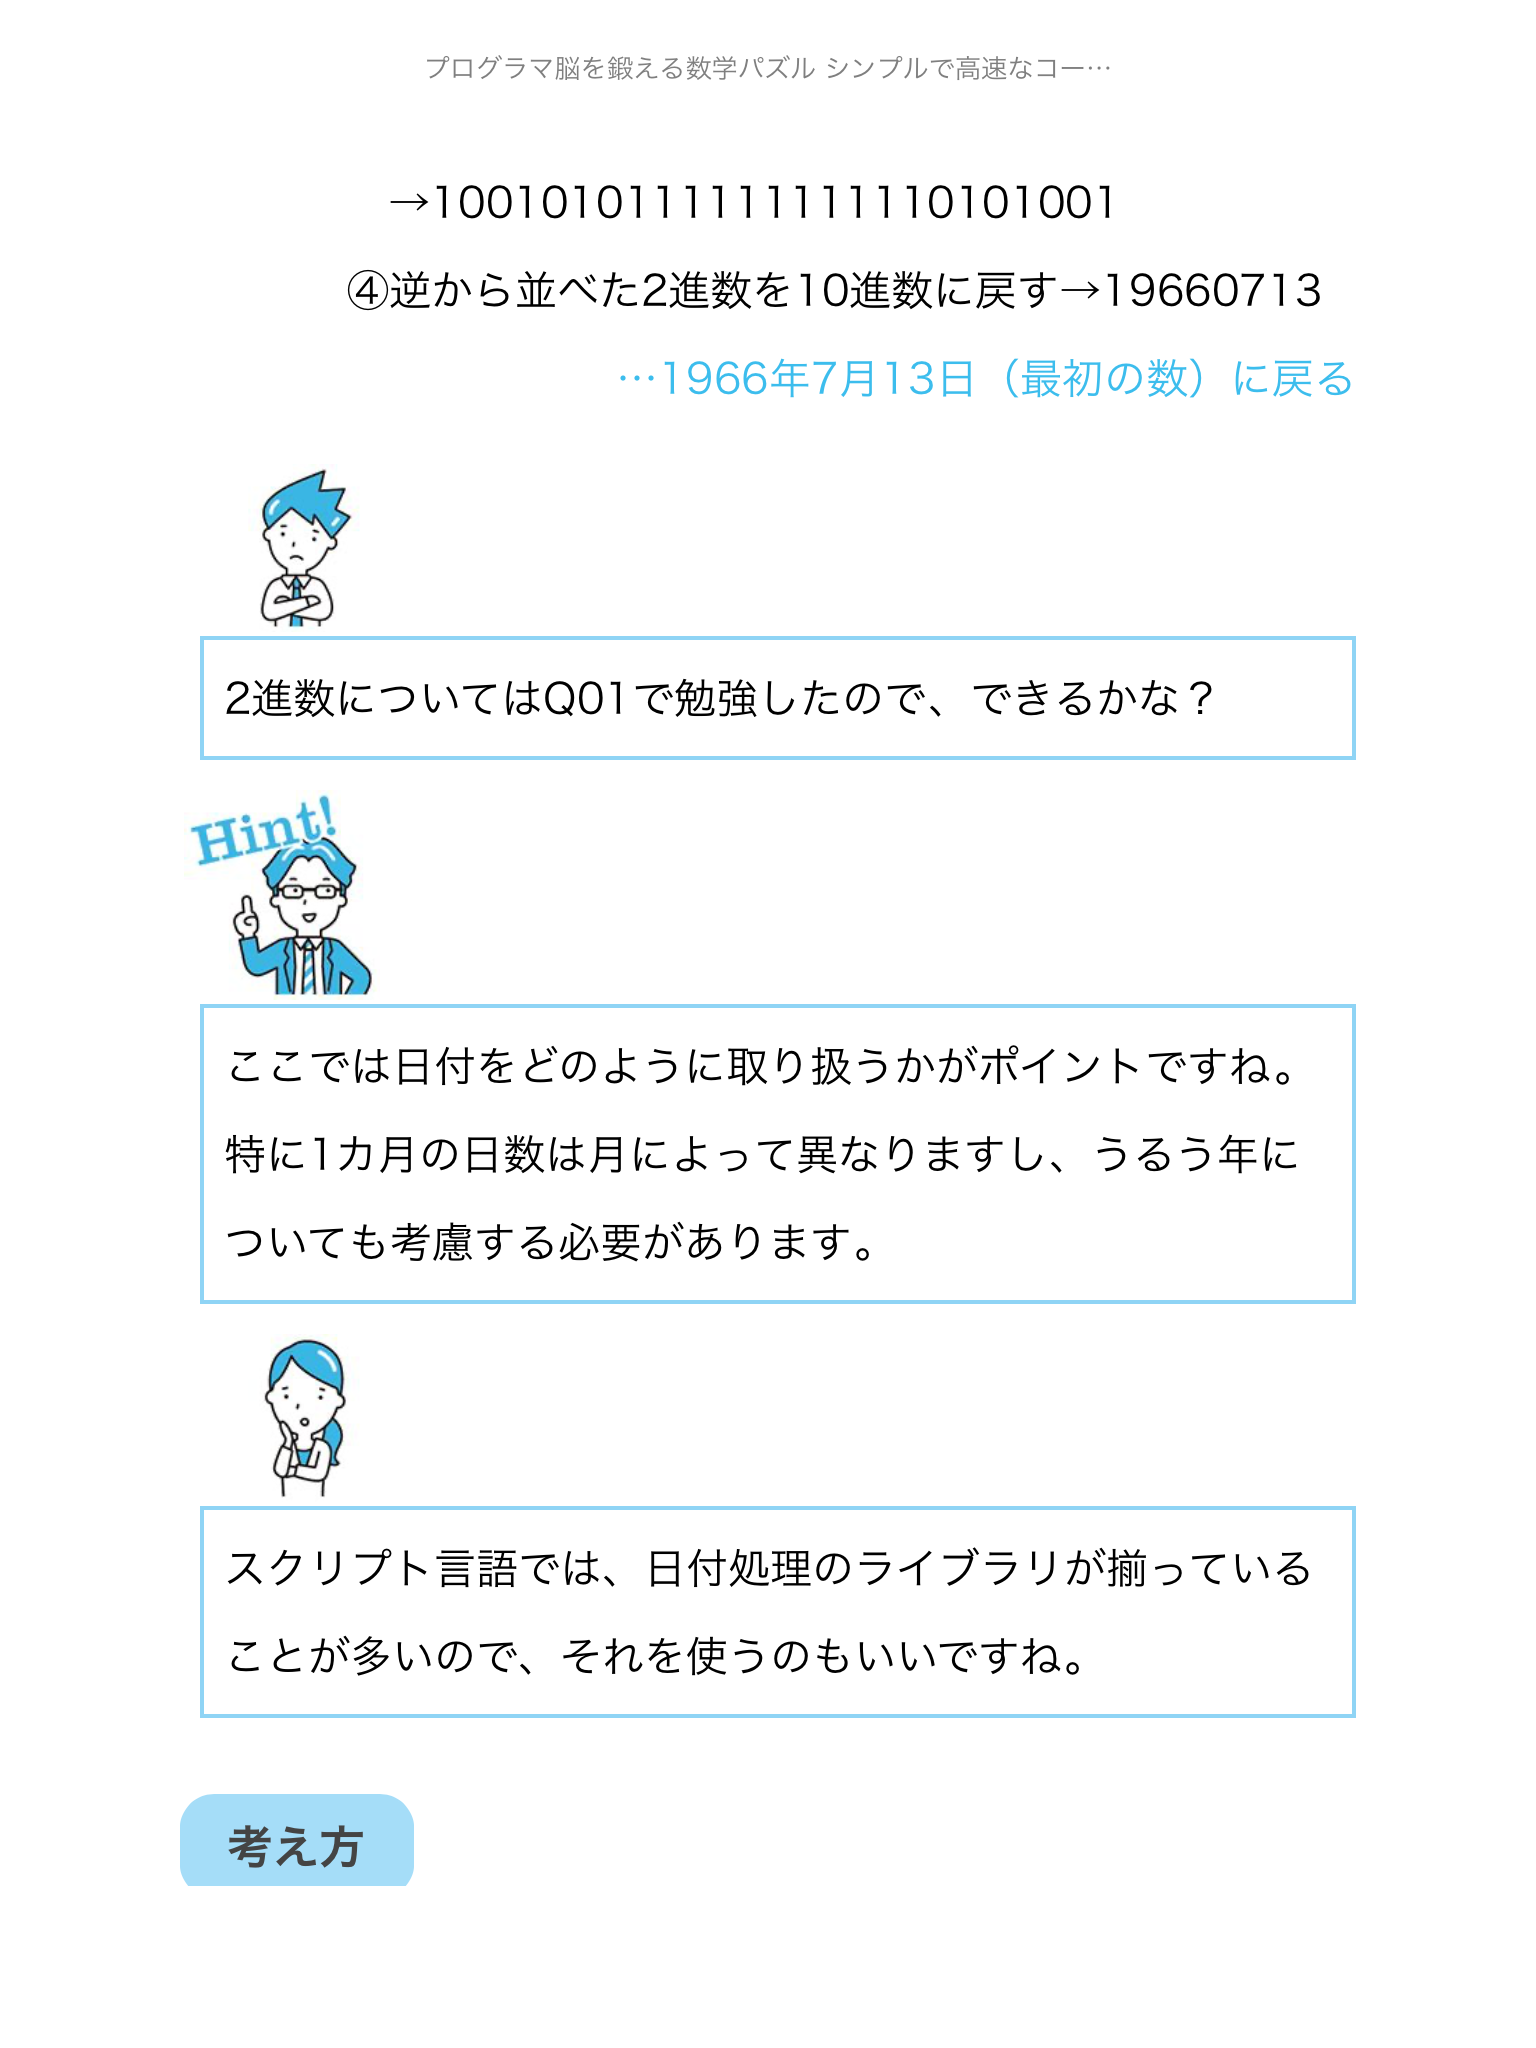 プログラマ脳を鍛える数学パズル シンプルで高速なコー…
→1001010111111111110101001
④逆から並べた2進数を10進数に戻す→19660713
…1966年7月13日（最初の数）に戻る
2進数についてはQ01で勉強したので、できるかな？
Hint!
ここでは日付をどのように取り扱うかがポイントですね。
特に1カ月の日数は月によって異なりますし、うるう年に
ついても考慮する必要があります。
スクリプト言語では、日付処理のライブラリが揃っている
ことが多いので、それを使うのもいいですね。
考え方